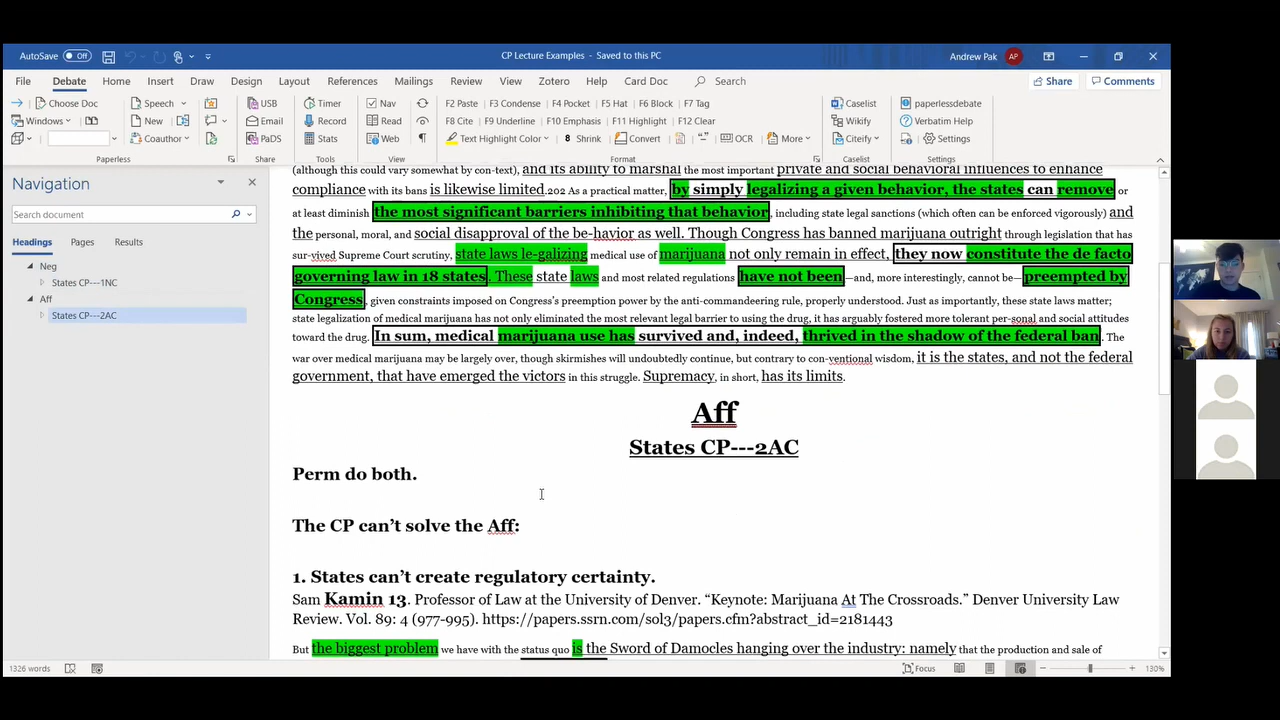 AutoSave Off CP Lecture Examples - Saved to this PC Andrew Pak AP
File Debate Home Insert Draw Design Layout References Mailings Review View Zotero Help Card Doc Search Share Comments
Choose Doc Speech USB Timer Nav F2 Paste F3 Condense F4 Pocket F5 Hat F6 Block F7 Tag Caselist paperlessdebate
Windows New Email Record Read F8 Cite F9 Underline F10 Emphasis F11 Highlight F12 Clear Wikify Verbatim Help
Coauthor PaDS Stats Web Text Highlight Color Shrink Convert OCR More Citeify Settings
Paperless Share Tools View Format Caselist Settings
Navigation
Search document
Headings Pages Results
Neg
States CP---1NC
Aff
States CP---2AC
(although this could vary somewhat by con-text), and its ability to marshal the most important private and social behavioral influences to enhance
compliance with its bans is likewise limited.202 As a practical matter, by simply legalizing a given behavior, the states can remove or
at least diminish the most significant barriers inhibiting that behavior, including state legal sanctions (which often can be enforced vigorously) and
the personal, moral, and social disapproval of the be-havior as well. Though Congress has banned marijuana outright through legislation that has
sur-vived Supreme Court scrutiny, state laws le-galizing medical use of marijuana not only remain in effect, they now constitute the de facto
governing law in 18 states. These state laws and most related regulations have not been—and, more interestingly, cannot be—preempted by
Congress, given constraints imposed on Congress's preemption power by the anti-commandeering rule, properly understood. Just as importantly, these state laws matter;
state legalization of medical marijuana has not only eliminated the most relevant legal barrier to using the drug, it has arguably fostered more tolerant per-sonal and social attitudes
toward the drug. In sum, medical marijuana use has survived and, indeed, thrived in the shadow of the federal ban. The
war over medical marijuana may be largely over, though skirmishes will undoubtedly continue, but contrary to con-ventional wisdom, it is the states, and not the federal
government, that have emerged the victors in this struggle. Supremacy, in short, has its limits.
Aff
States CP---2AC
Perm do both.
The CP can't solve the Aff:
1. States can't create regulatory certainty.
Sam Kamin 13. Professor of Law at the University of Denver. “Keynote: Marijuana At The Crossroads.” Denver University Law
Review. Vol. 89: 4 (977-995). https://papers.ssrn.com/sol3/papers.cfm?abstract_id=2181443
But the biggest problem we have with the status quo is the Sword of Damocles hanging over the industry: namely that the production and sale of
1326 words Focus 130%